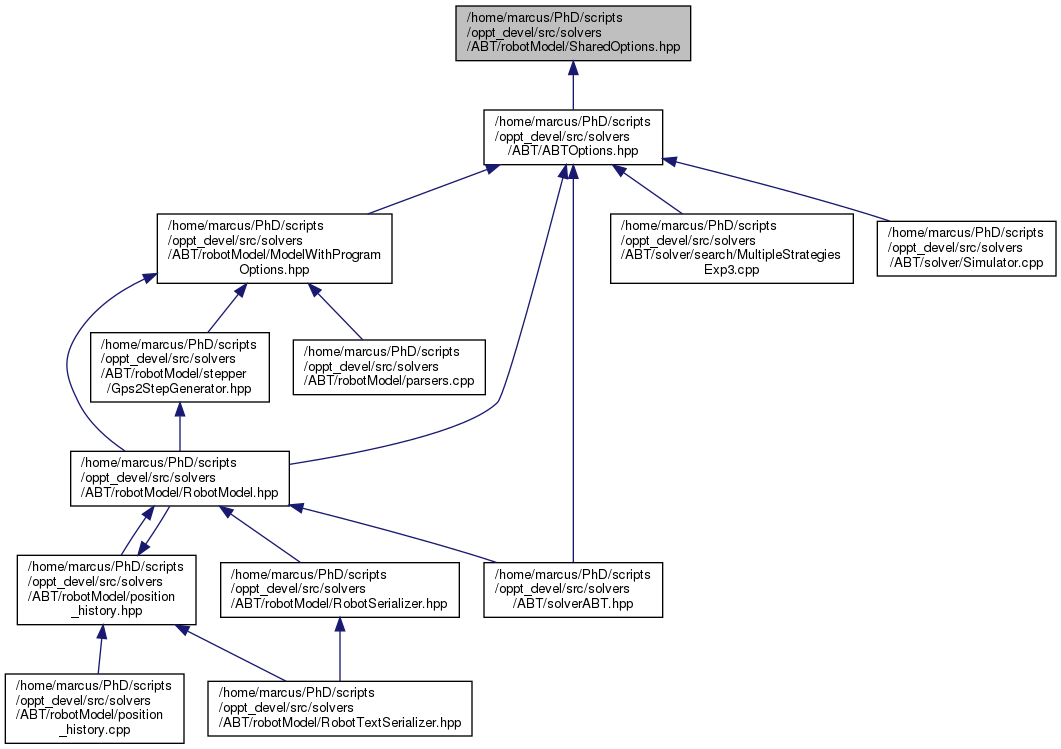 /home/marcus/PhD/scripts
/oppt_devel/src/solvers
/ABT/robotModel/SharedOptions.hpp
/home/marcus/PhD/scripts
/oppt_devel/src/solvers
/ABT/ABTOptions.hpp
/home/marcus/PhD/scripts
/oppt_devel/src/solvers
/ABT/robotModel/ModelWithProgram
Options.hpp
/home/marcus/PhD/scripts
/oppt_devel/src/solvers
/ABT/solver/search/MultipleStrategies
Exp3.cpp
/home/marcus/PhD/scripts
/oppt_devel/src/solvers
/ABT/solver/Simulator.cpp
/home/marcus/PhD/scripts
/oppt_devel/src/solvers
/ABT/robotModel/stepper
/Gps2StepGenerator.hpp
/home/marcus/PhD/scripts
/oppt_devel/src/solvers
/ABT/robotModel/parsers.cpp
/home/marcus/PhD/scripts
/oppt_devel/src/solvers
/ABT/robotModel/RobotModel.hpp
/home/marcus/PhD/scripts
/oppt_devel/src/solvers
/ABT/robotModel/position
_history.hpp
/home/marcus/PhD/scripts
/oppt_devel/src/solvers
/ABT/robotModel/RobotSerializer.hpp
/home/marcus/PhD/scripts
/oppt_devel/src/solvers
/ABT/solverABT.hpp
/home/marcus/PhD/scripts
/oppt_devel/src/solvers
/ABT/robotModel/position
_history.cpp
/home/marcus/PhD/scripts
/oppt_devel/src/solvers
/ABT/robotModel/RobotTextSerializer.hpp